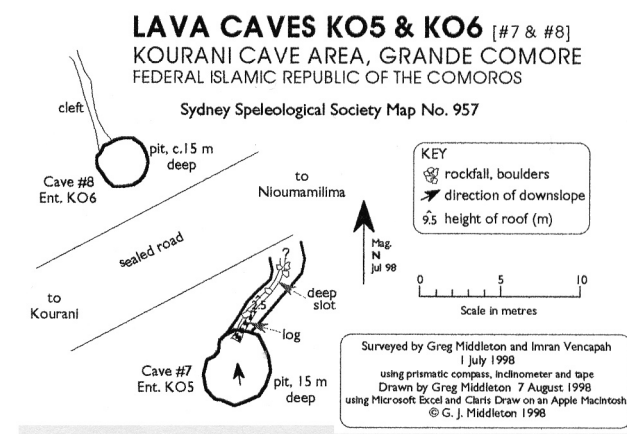 LAVA CAVES KO5 & KO6 [#7 & #8]
KOURANI CAVE AREA, GRANDE COMORE
FEDERAL ISLAMIC REPUBLIC OF THE COMOROS
Sydney Speleological Society Map No. 957
cleft
pit, c.15 m
deep
Cave #8
Ent. KO6
to
Nioumamilima
KEY
rockfall, boulders
direction of downslope
9.5 height of roof (m)
Mag.
N
Jul 98
0 5 10
Scale in metres
sealed road
to
Kourani
?
2.5
deep
slot
log
Cave #7
Ent. KO5
pit, 15 m
deep
Surveyed by Greg Middleton and Imran Vencapah
1 July 1998
using prismatic compass, inclinometer and tape
Drawn by Greg Middleton 7 August 1998
using Microsoft Excel and Claris Draw on an Apple Macintosh
© G. J. Middleton 1998